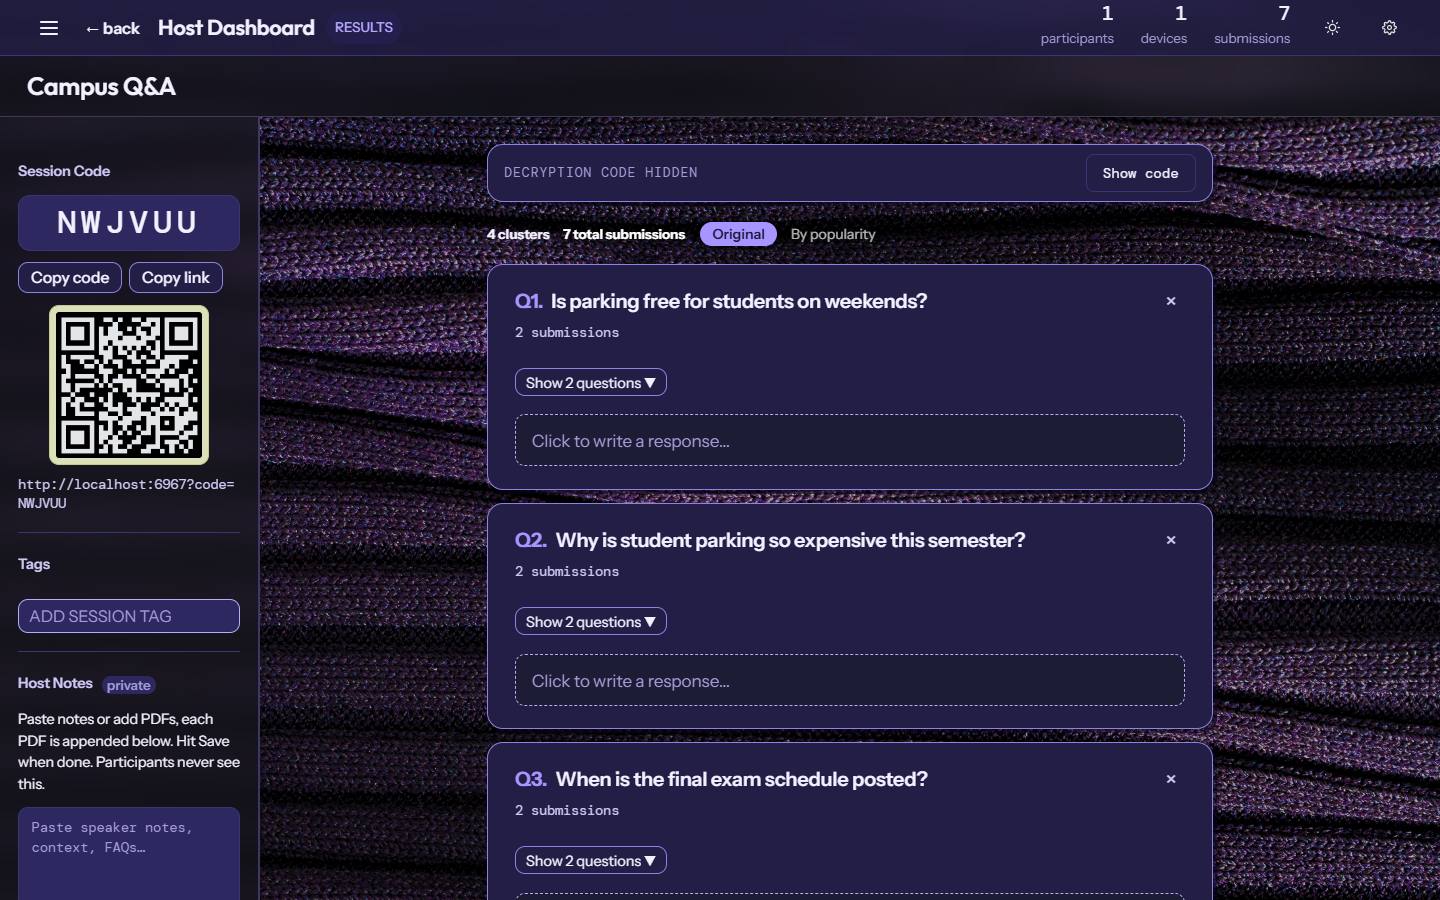 ← back
Host Dashboard
RESULTS
1 participants
1 devices
7 submissions
Campus Q&A
Session Code
NWJVUU
Copy code
Copy link
http://localhost:6967?code=
NWJVUU
Tags
ADD SESSION TAG
Host Notes private
Paste notes or add PDFs, each
PDF is appended below. Hit Save
when done. Participants never see
this.
Paste speaker notes,
context, FAQs…
DECRYPTION CODE HIDDEN
Show code
4 clusters 7 total submissions Original By popularity
Q1. Is parking free for students on weekends? ×
2 submissions
Show 2 questions ▼
Click to write a response...
Q2. Why is student parking so expensive this semester? ×
2 submissions
Show 2 questions ▼
Click to write a response...
Q3. When is the final exam schedule posted? ×
2 submissions
Show 2 questions ▼